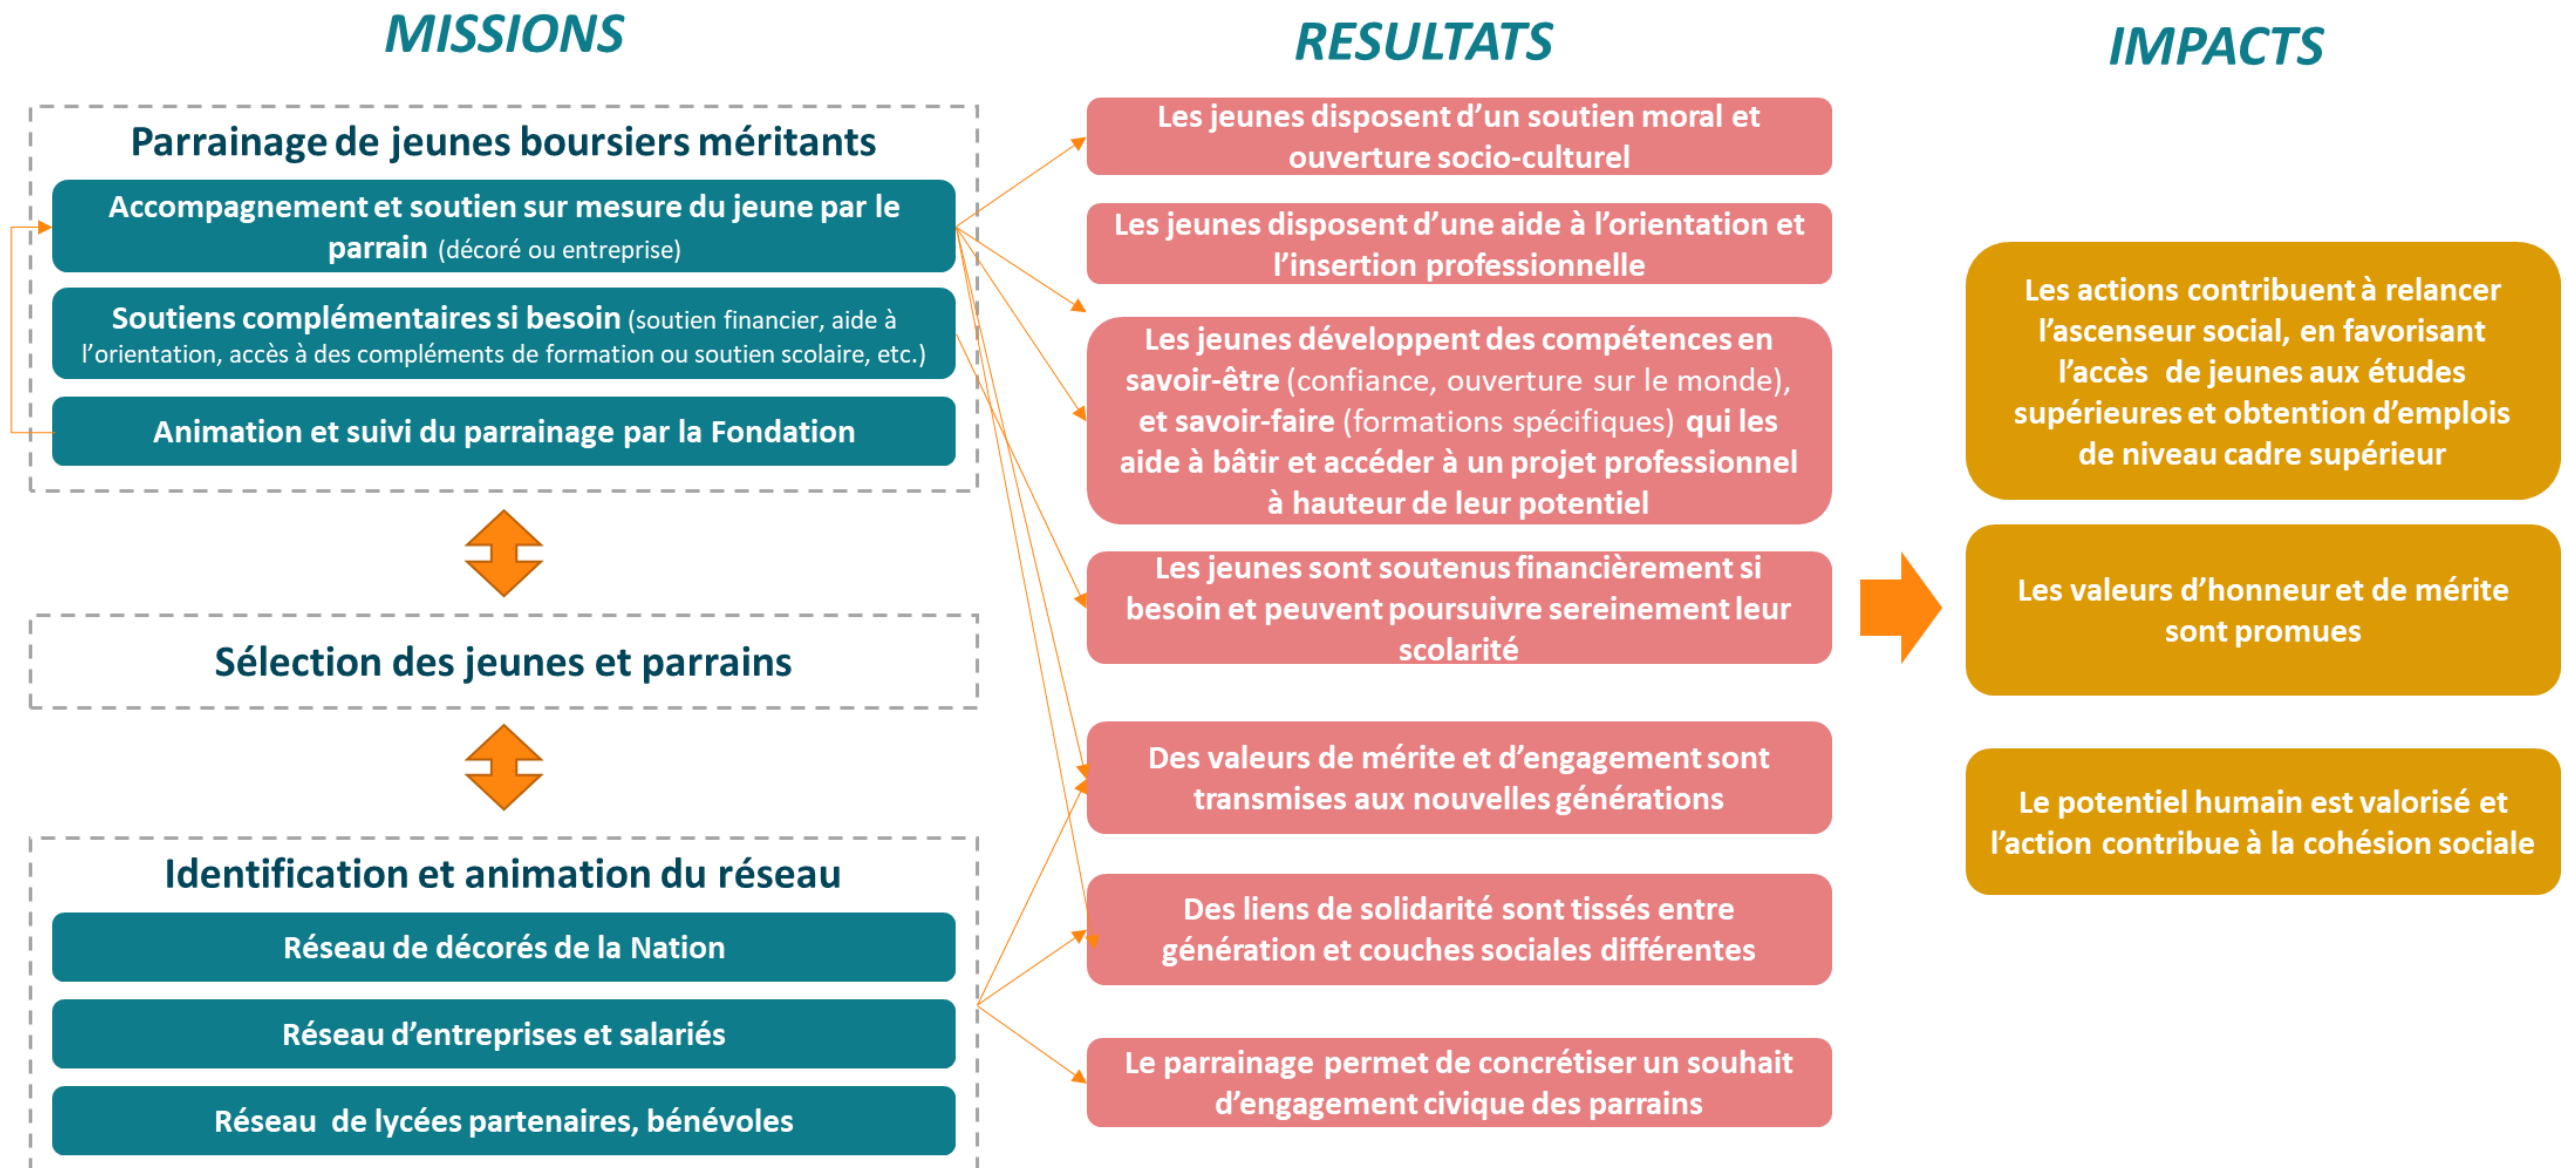 MISSIONS
Parrainage de jeunes boursiers méritants
Accompagnement et soutien sur mesure du jeune par le
parrain (décoré ou entreprise)
Soutiens complémentaires si besoin (soutien financier, aide à
l'orientation, accès à des compléments de formation ou soutien scolaire, etc.)
Animation et suivi du parrainage par la Fondation
Sélection des jeunes et parrains
Identification et animation du réseau
Réseau de décorés de la Nation
Réseau d'entreprises et salariés
Réseau de lycées partenaires, bénévoles
RESULTATS
Les jeunes disposent d'un soutien moral et
ouverture socio-culturel
Les jeunes disposent d'une aide à l'orientation et
l'insertion professionnelle
Les jeunes développent des compétences en
savoir-être (confiance, ouverture sur le monde),
et savoir-faire (formations spécifiques) qui les
aide à bâtir et accéder à un projet professionnel
à hauteur de leur potentiel
Les jeunes sont soutenus financièrement si
besoin et peuvent poursuivre sereinement leur
scolarité
Des valeurs de mérite et d'engagement sont
transmises aux nouvelles générations
Des liens de solidarité sont tissés entre
génération et couches sociales différentes
Le parrainage permet de concrétiser un souhait
d'engagement civique des parrains
IMPACTS
Les actions contribuent à relancer
l'ascenseur social, en favorisant
l'accès de jeunes aux études
supérieures et obtention d'emplois
de niveau cadre supérieur
Les valeurs d'honneur et de mérite
sont promues
Le potentiel humain est valorisé et
l'action contribue à la cohésion sociale